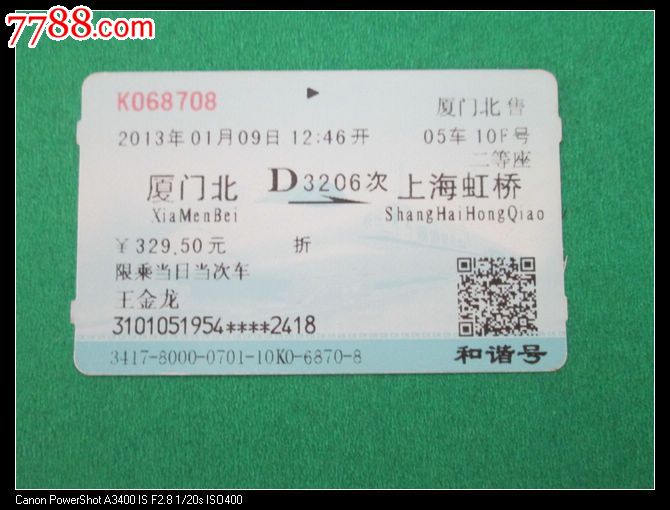 7788.com
K068708
厦门北 售
2013年01月09日 12:46开 05车 10F号
二等座
厦门北 D3206次 上海虹桥
XiaMenBei ShangHaiHongQiao
￥329.50元 折
限乘当日当次车
王金龙
3101051954****2418
3417-8000-0701-10K0-6870-8 和谐号
Canon PowerShot A3400 IS F2.8 1/20s ISO400